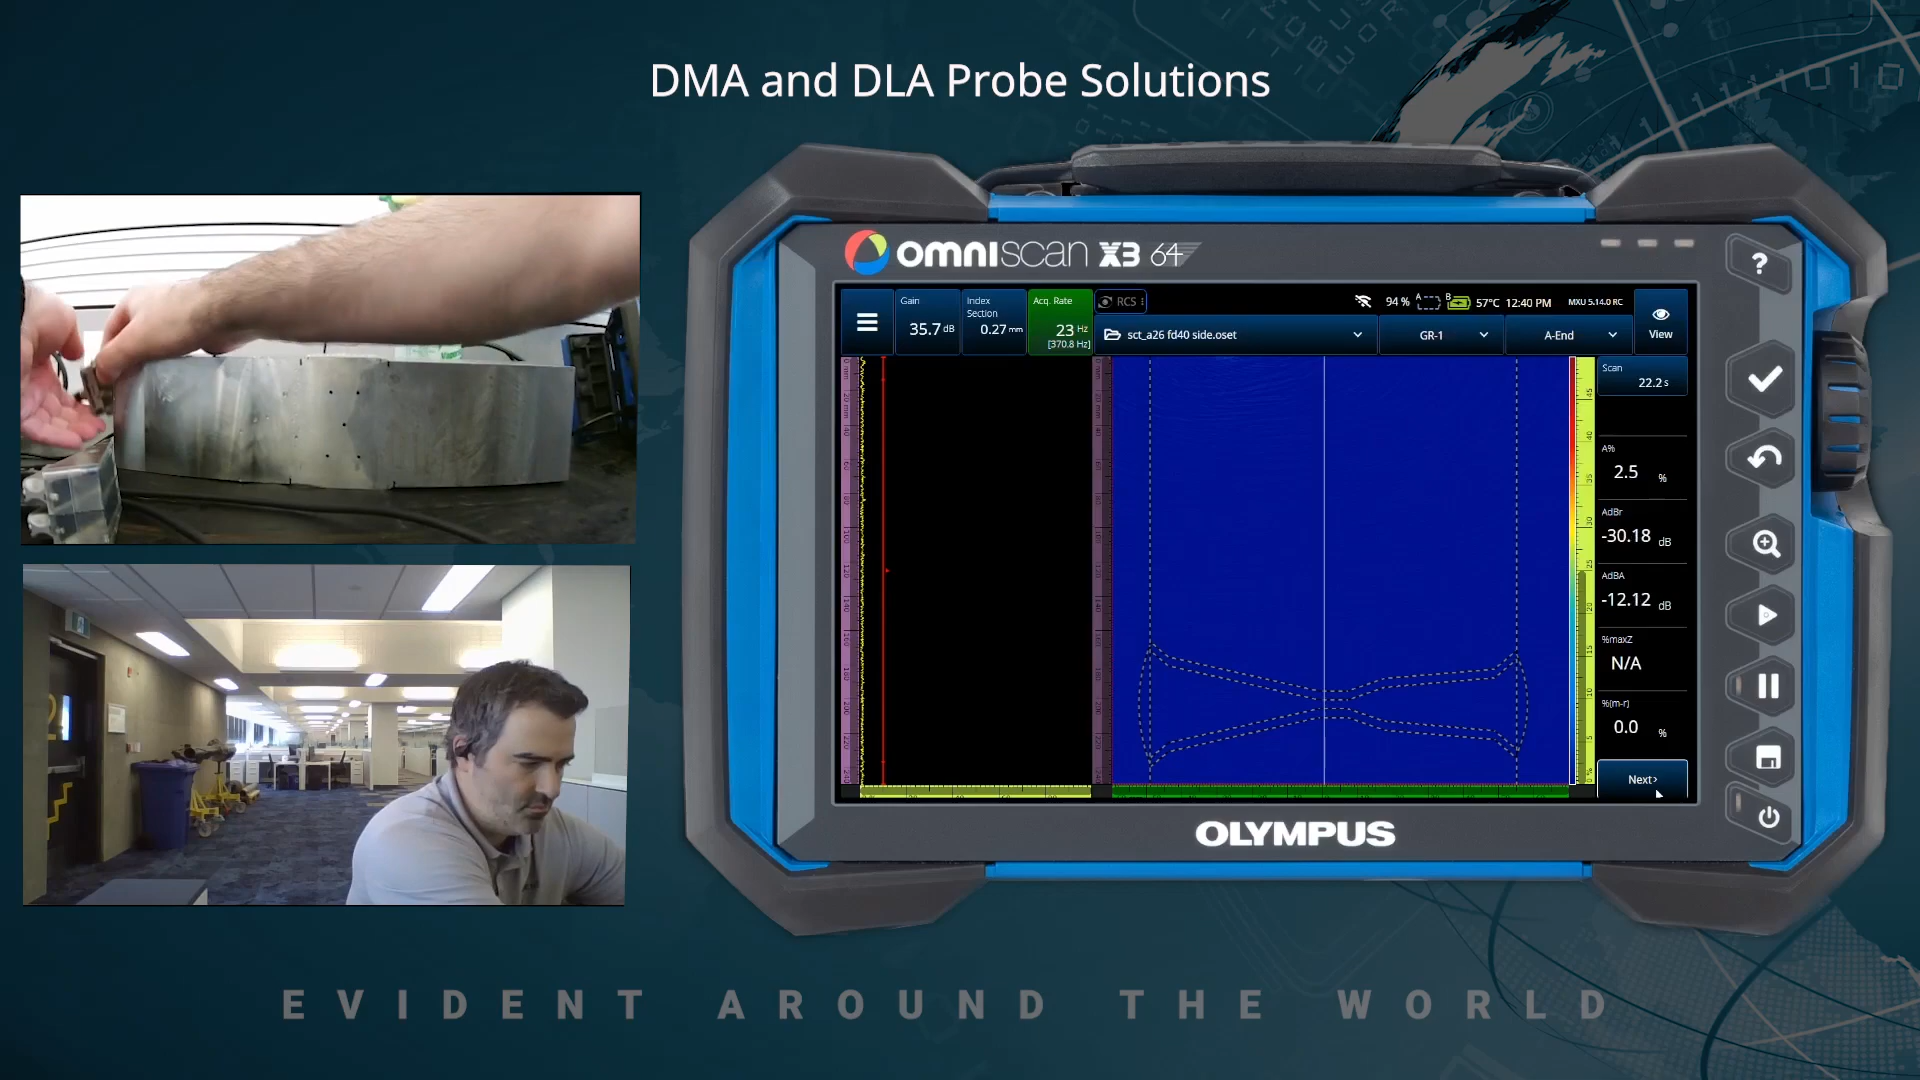 DMA and DLA Probe Solutions
OMNISCAN X3 64
?
Gain
35.7 dB
Index
Section
0.27 mm
Acq. Rate
23 Hz
[370.8 Hz]
RCS
94 %
A
B
57°C
12:40 PM
MXU 5.14.0 RC
sct_a26 fd40 side.oset
GR-1
A-End
View
Scan
22.2 s
A%
2.5 %
AdBr
-30.18 dB
AdBA
-12.12 dB
%maxZ
N/A
%(m-r)
0.0 %
Next>
OLYMPUS
EVIDENT AROUND THE WORLD